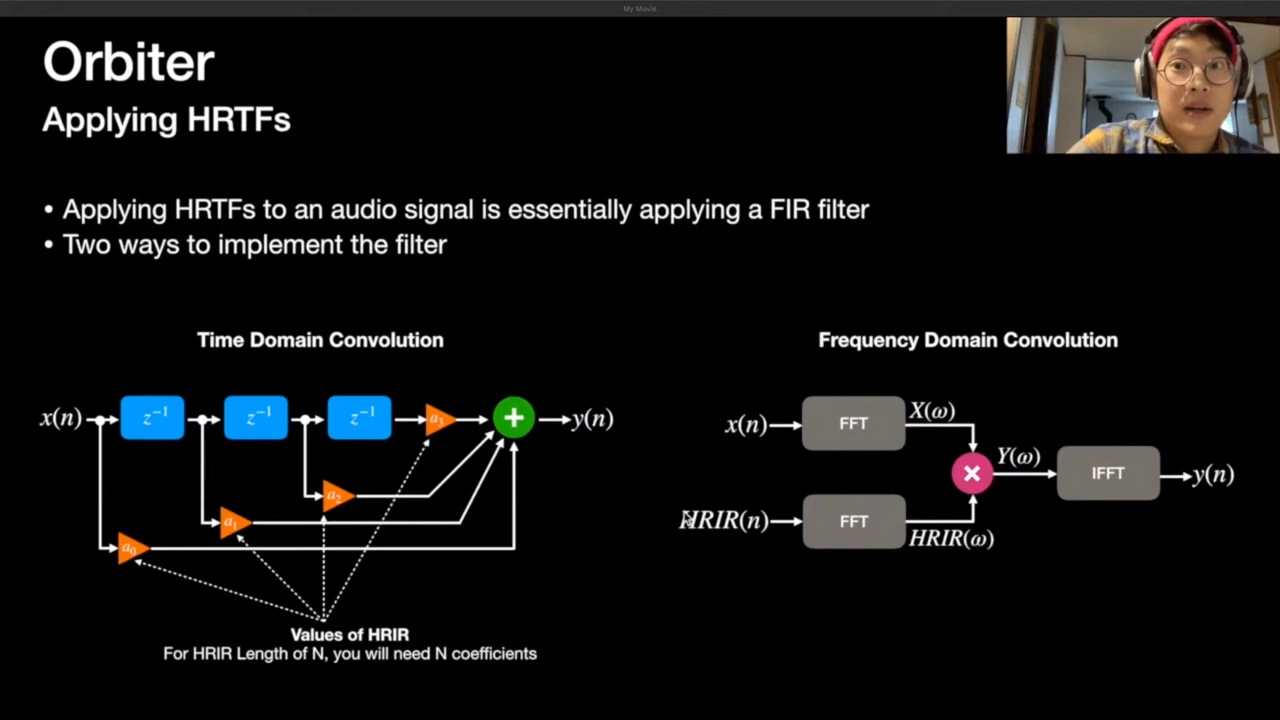 My Movie
Orbiter
Applying HRTFs
• Applying HRTFs to an audio signal is essentially applying a FIR filter
• Two ways to implement the filter
Time Domain Convolution
x(n)
z⁻¹
z⁻¹
z⁻¹
a₃
+
y(n)
a₂
a₁
a₀
Values of HRIR
For HRIR Length of N, you will need N coefficients
Frequency Domain Convolution
x(n)
FFT
X(ω)
×
Y(ω)
IFFT
y(n)
HRIR(n)
FFT
HRIR(ω)